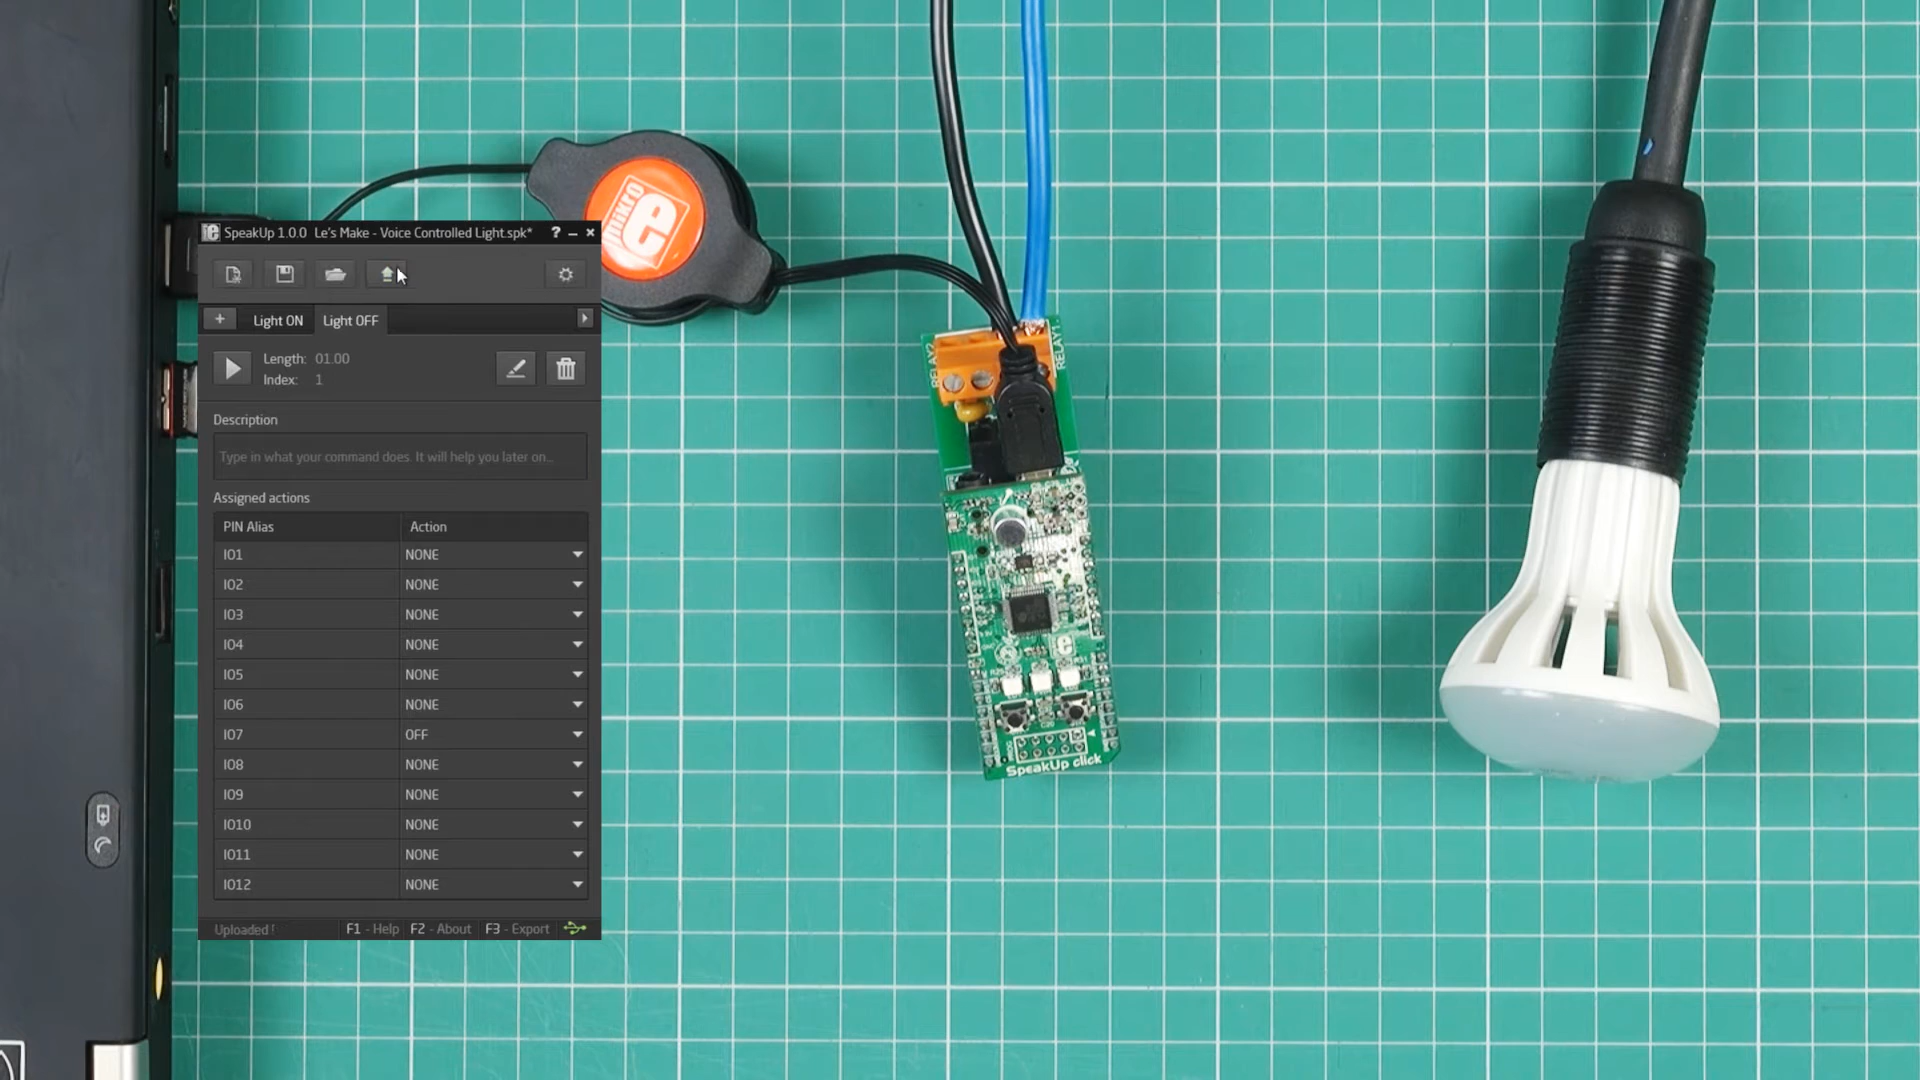 mikro
e
SpeakUp 1.0.0 Le's Make - Voice Controlled Light.spk*
?
+
Light ON
Light OFF
Length: 01.00
Index: 1
Description
Type in what your command does. It will help you later on...
Assigned actions
PIN Alias Action
IO1 NONE
IO2 NONE
IO3 NONE
IO4 NONE
IO5 NONE
IO6 NONE
IO7 OFF
IO8 NONE
IO9 NONE
IO10 NONE
IO11 NONE
IO12 NONE
Uploaded!
F1 - Help F2 - About F3 - Export
RELAY2
RELAY1
SpeakUp click